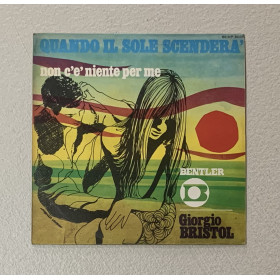 QUANDO IL SOLE SCENDERA'
non c'e' niente per me
BENTLER
Giorgio
BRISTOL